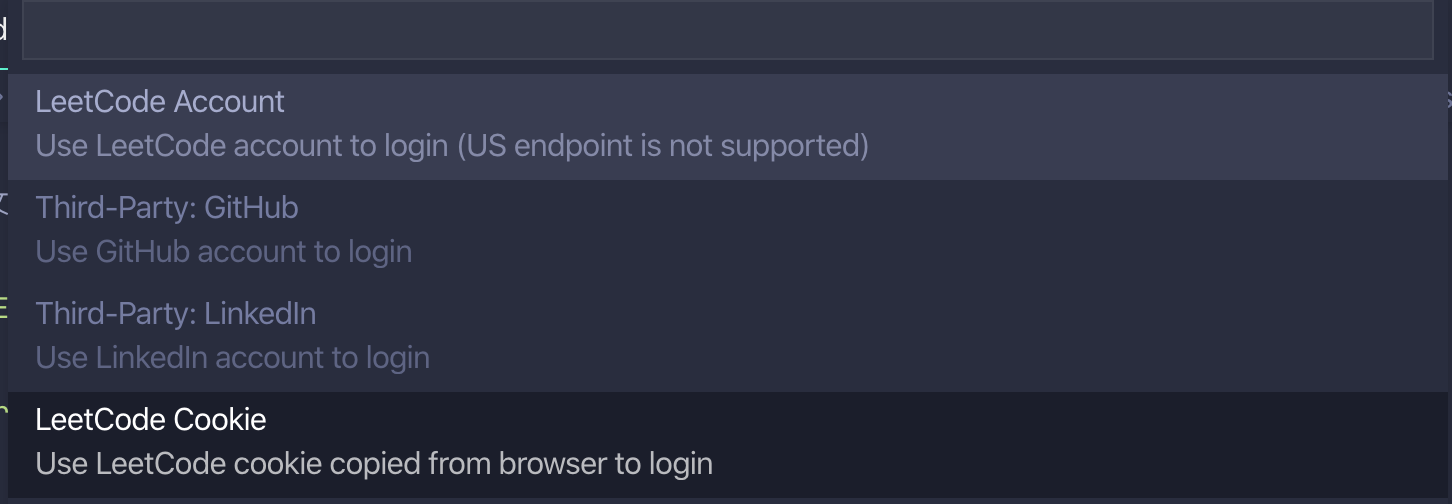 LeetCode Account
Use LeetCode account to login (US endpoint is not supported)
Third-Party: GitHub
Use GitHub account to login
Third-Party: LinkedIn
Use LinkedIn account to login
LeetCode Cookie
Use LeetCode cookie copied from browser to login